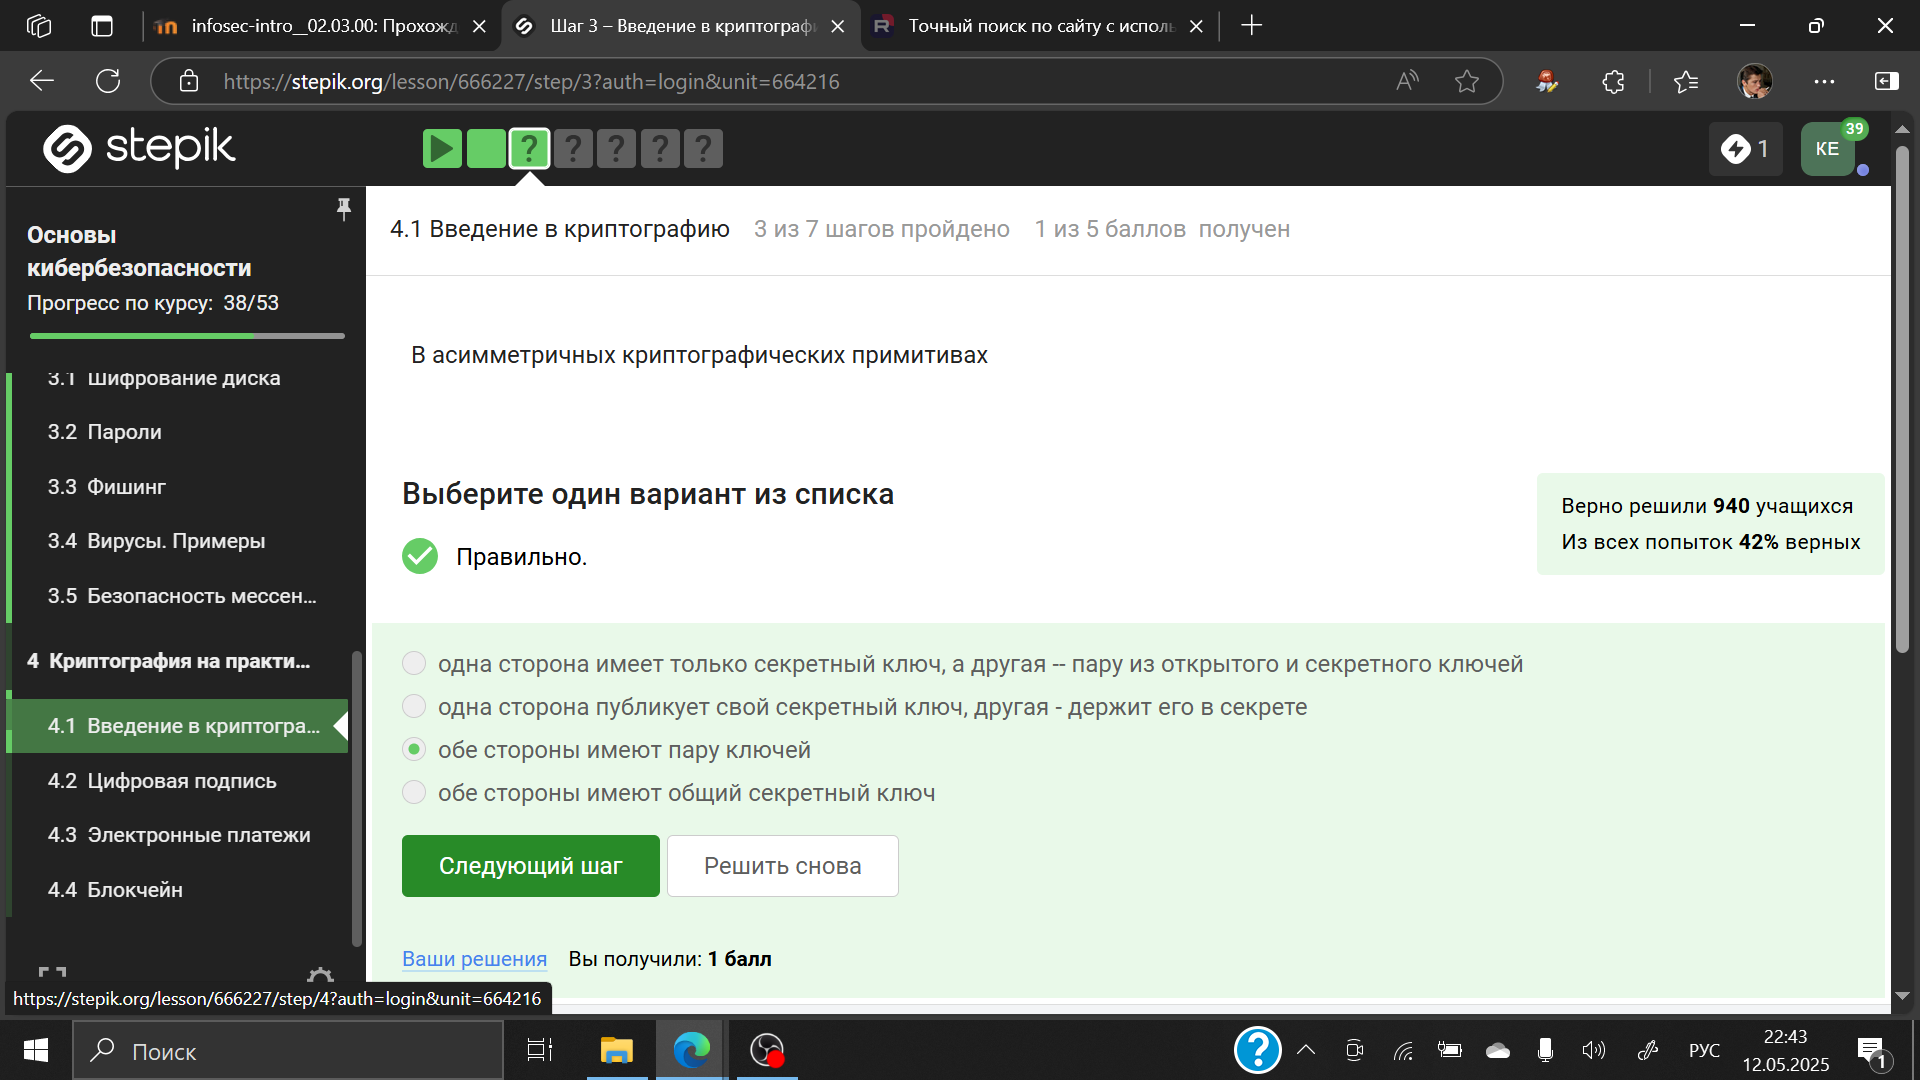 infosec-intro__02.03.00: Прохожд
Шаг 3 – Введение в криптографи
Точный поиск по сайту с исполь
https://stepik.org/lesson/666227/step/3?auth=login&unit=664216
stepik
? ? ? ? ?
1
KE
39
Основы
кибербезопасности
Прогресс по курсу: 38/53
3.1 Шифрование диска
3.2 Пароли
3.3 Фишинг
3.4 Вирусы. Примеры
3.5 Безопасность мессен...
4 Криптография на практи...
4.1 Введение в криптогра...
4.2 Цифровая подпись
4.3 Электронные платежи
4.4 Блокчейн
4.1 Введение в криптографию 3 из 7 шагов пройдено 1 из 5 баллов получен
В асимметричных криптографических примитивах
Выберите один вариант из списка
Правильно.
Верно решили 940 учащихся
Из всех попыток 42% верных
одна сторона имеет только секретный ключ, а другая -- пару из открытого и секретного ключей
одна сторона публикует свой секретный ключ, другая - держит его в секрете
обе стороны имеют пару ключей
обе стороны имеют общий секретный ключ
Следующий шаг
Решить снова
Ваши решения Вы получили: 1 балл
https://stepik.org/lesson/666227/step/4?auth=login&unit=664216
Поиск
РУС
22:43
12.05.2025
1